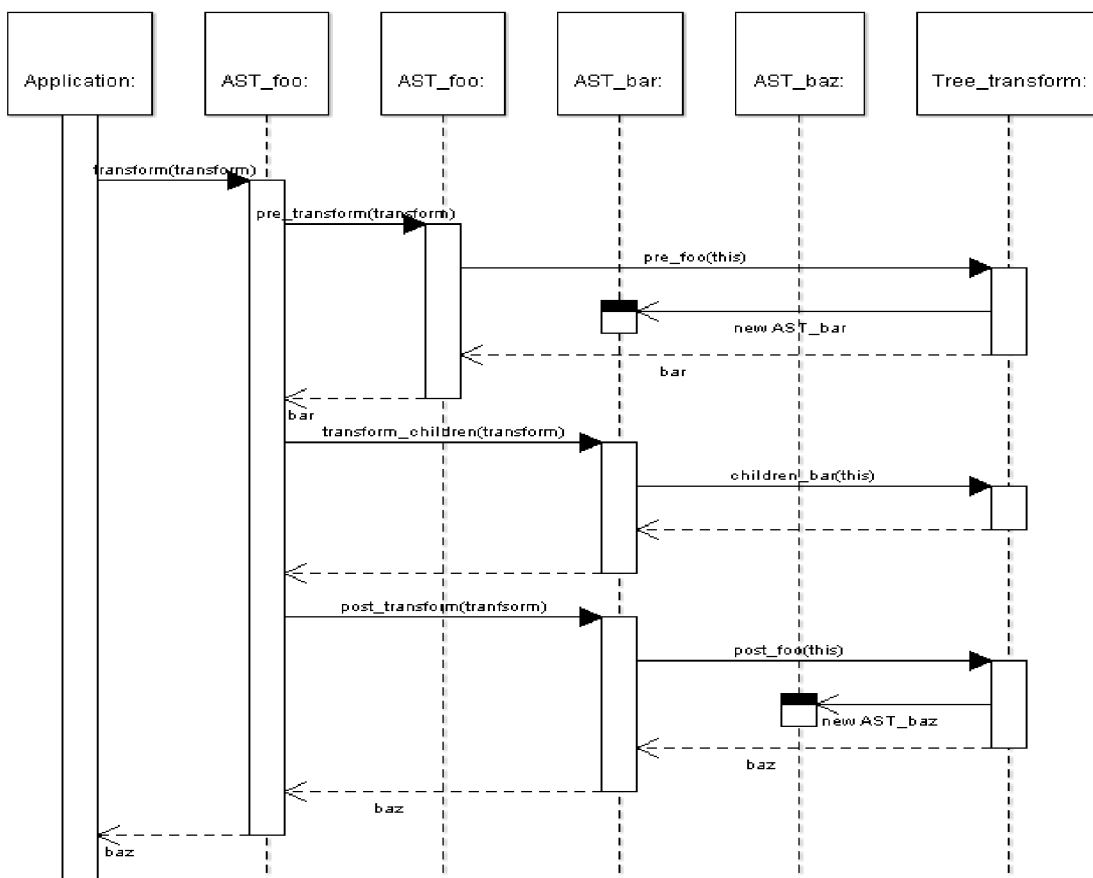 Application:
AST_foo:
AST_foo:
AST_bar:
AST_baz:
Tree_transform:
transform(transform)
pre_transform(transform)
pre_foo(this)
new AST_bar
bar
bar
transform_children(transform)
children_bar(this)
post_transform(tranfsorm)
post_foo(this)
new AST_baz
baz
baz
baz